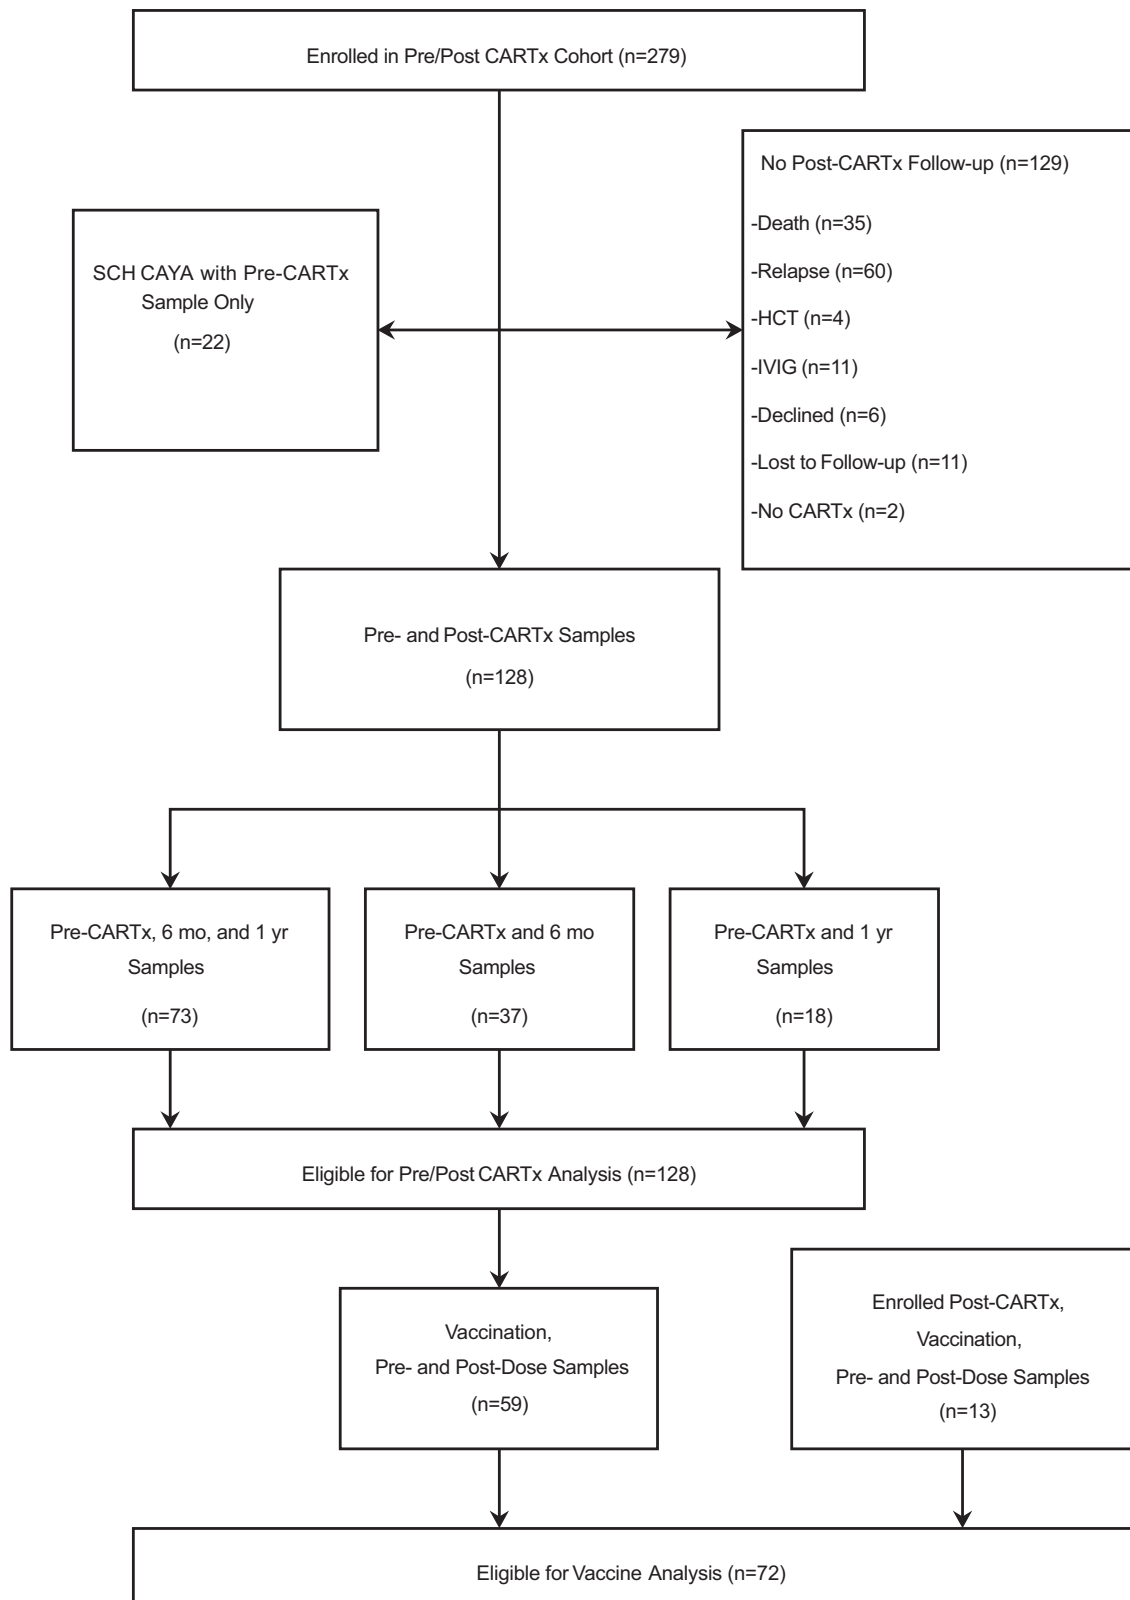 Enrolled in Pre/Post CARTx Cohort (n=279)
No Post-CARTx Follow-up (n=129)
-Death (n=35)
-Relapse (n=60)
-HCT (n=4)
-IVIG (n=11)
-Declined (n=6)
-Lost to Follow-up (n=11)
-No CARTx (n=2)
SCH CAYA with Pre-CARTx
Sample Only
(n=22)
Pre- and Post-CARTx Samples
(n=128)
Pre-CARTx, 6 mo, and 1 yr
Samples
(n=73)
Pre-CARTx and 6 mo
Samples
(n=37)
Pre-CARTx and 1 yr
Samples
(n=18)
Eligible for Pre/Post CARTx Analysis (n=128)
Vaccination,
Pre- and Post-Dose Samples
(n=59)
Enrolled Post-CARTx,
Vaccination,
Pre- and Post-Dose Samples
(n=13)
Eligible for Vaccine Analysis (n=72)